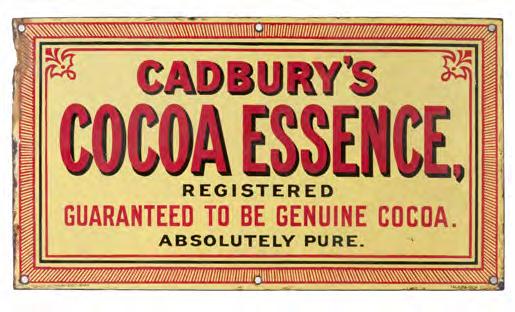 CADBURY'S
COCOA ESSENCE,
REGISTERED
GUARANTEED TO BE GENUINE COCOA.
ABSOLUTELY PURE.